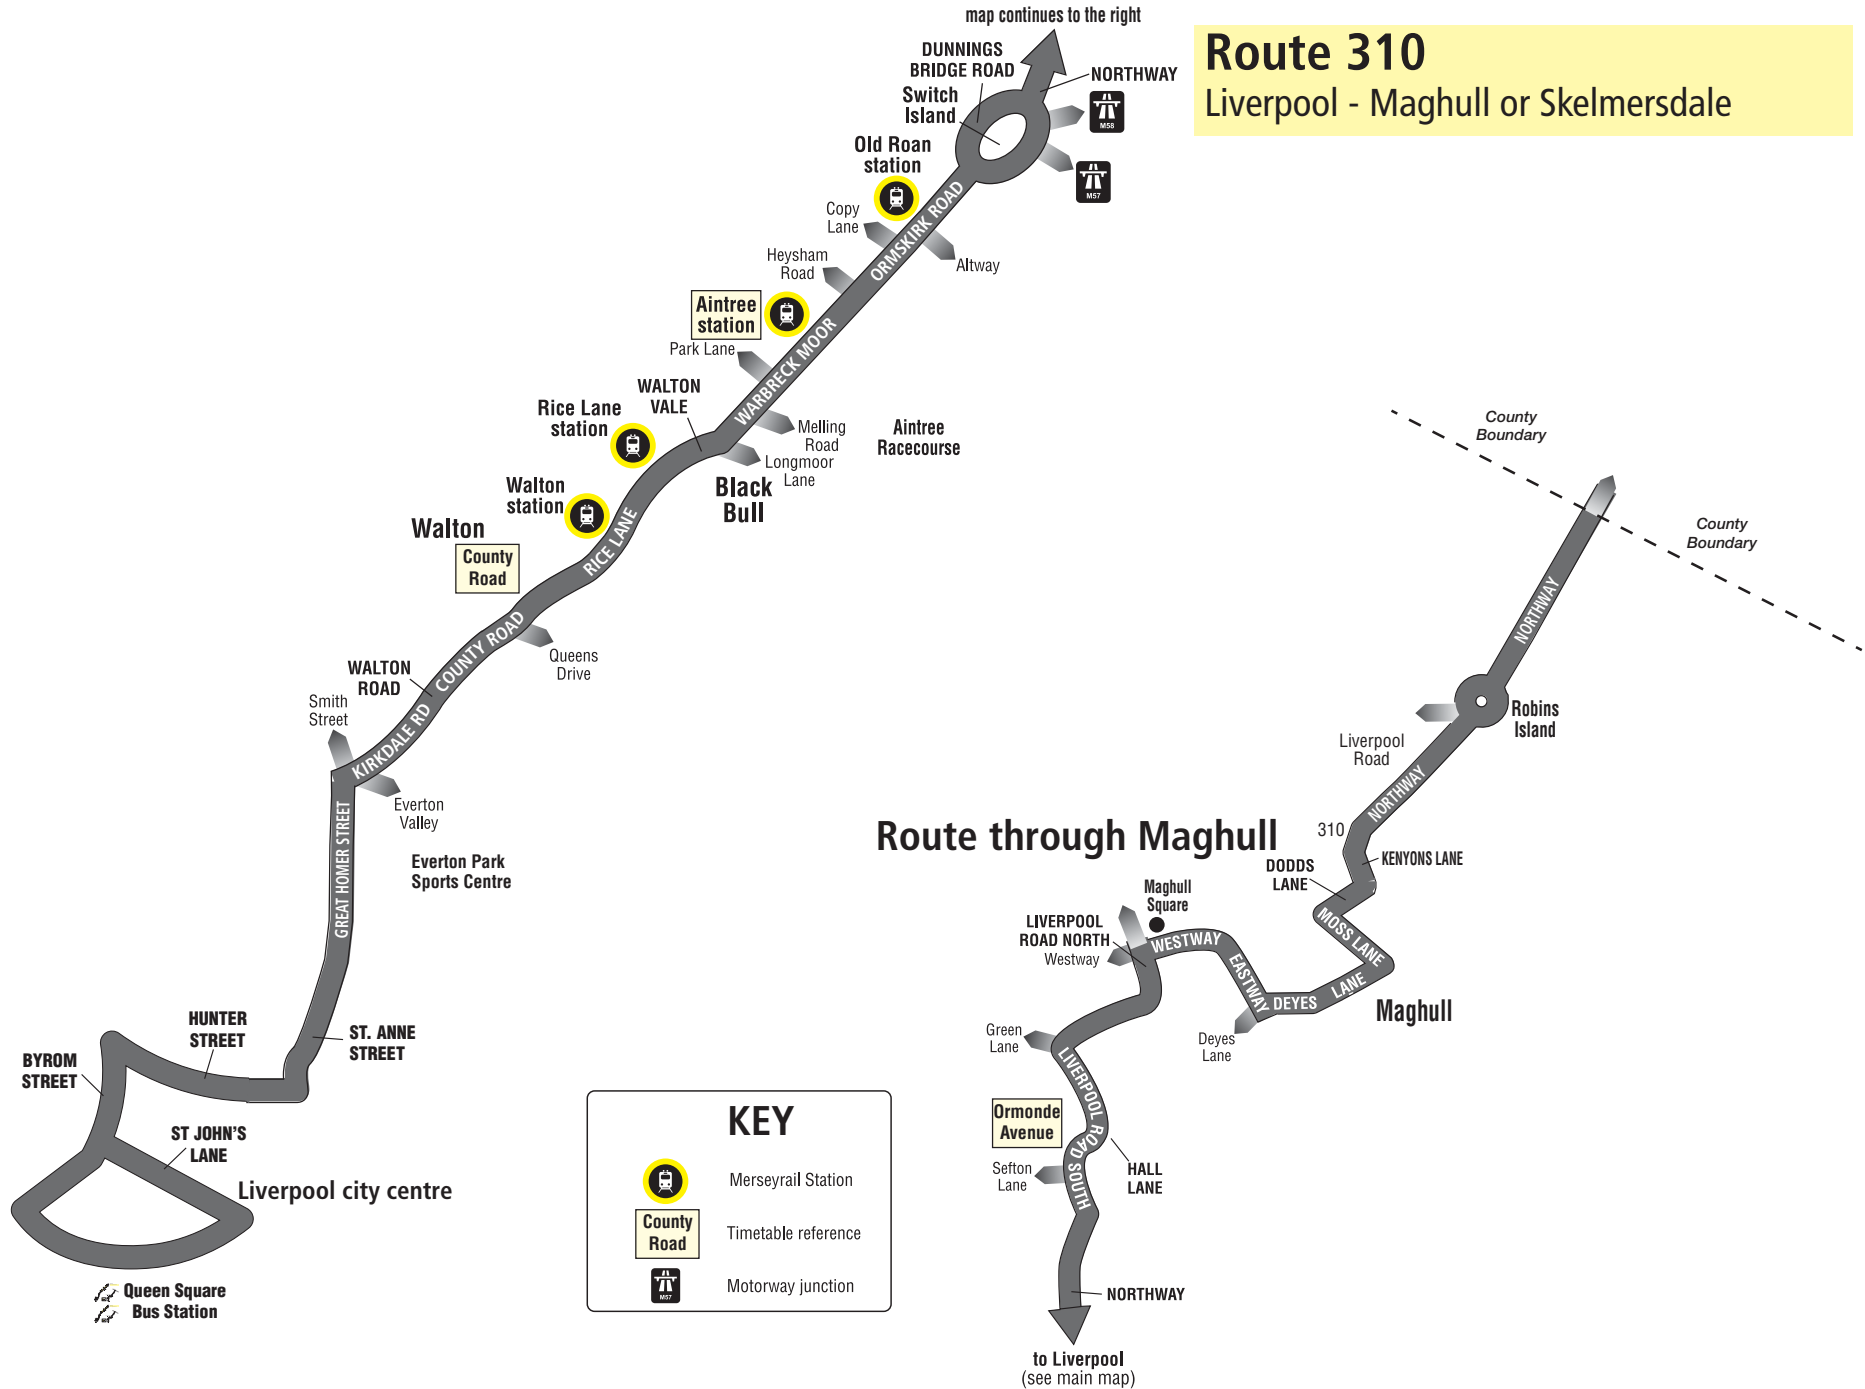 map continues to the right
Route 310
Liverpool - Maghull or Skelmersdale
DUNNINGS
BRIDGE ROAD
NORTHWAY
Switch
Island
M58
M57
Old Roan
station
ORMSKIRK ROAD
Copy
Lane
Altway
Heysham
Road
Aintree
station
WARBRECK MOOR
Park Lane
WALTON
VALE
Rice Lane
station
Melling
Road
Aintree
Racecourse
Longmoor
Lane
Black
Bull
Walton
station
Walton
RICE LANE
County
Road
COUNTY ROAD
Queens
Drive
WALTON
ROAD
Smith
Street
KIRKDALE RD
Everton
Valley
GREAT HOMER STREET
Everton Park
Sports Centre
HUNTER
STREET
ST. ANNE
STREET
BYROM
STREET
ST JOHN'S
LANE
Liverpool city centre
Queen Square
Bus Station
KEY
Merseyrail Station
County
Road
Timetable reference
M57
Motorway junction
County
Boundary
County
Boundary
NORTHWAY
Robins
Island
Liverpool
Road
NORTHWAY
Route through Maghull
310
KENYONS LANE
DODDS
LANE
MOSS LANE
Maghull
Square
LIVERPOOL
ROAD NORTH
Westway
WESTWAY
EASTWAY
DEYES LANE
Maghull
Deyes
Lane
Green
Lane
LIVERPOOL ROAD SOUTH
Ormonde
Avenue
Sefton
Lane
HALL
LANE
NORTHWAY
to Liverpool
(see main map)